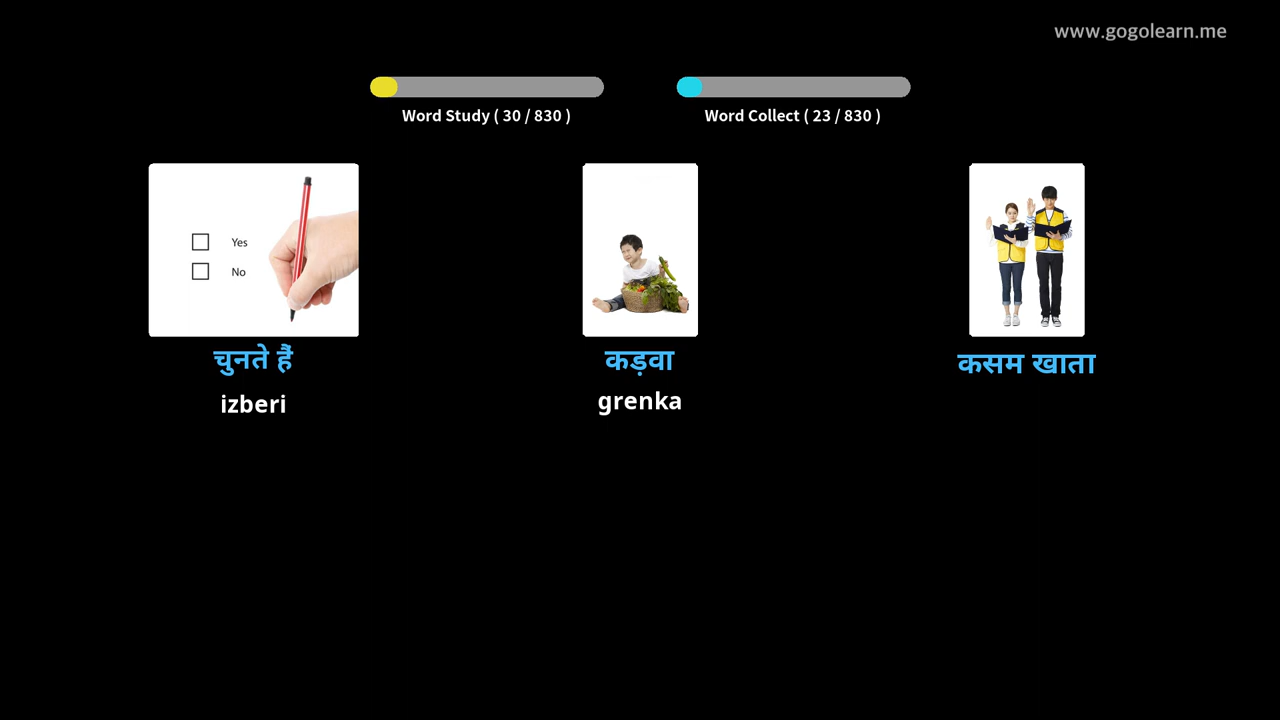 www.gogolearn.me
Word Study ( 30 / 830 )
Word Collect ( 23 / 830 )
Yes
No
चुनते हैं
izberi
कड़वा
grenka
कसम खाता